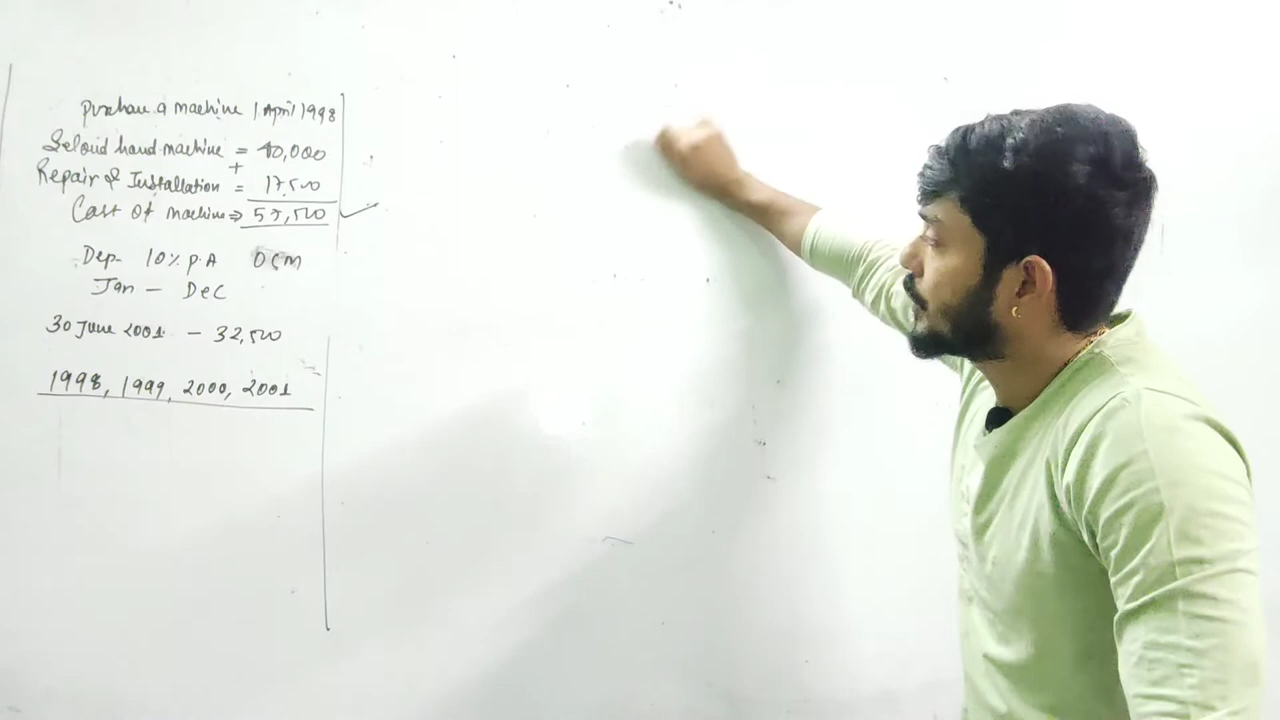 Purchase a machine 1 April 1998
Second hand machine = 40,000
+
Repair & Installation = 17,500
Cost of machine ⇒ 57,500 ✓
Dep- 10% P.A OCM
Jan - Dec
30 June 2001 - 32,500
1998, 1999, 2000, 2001